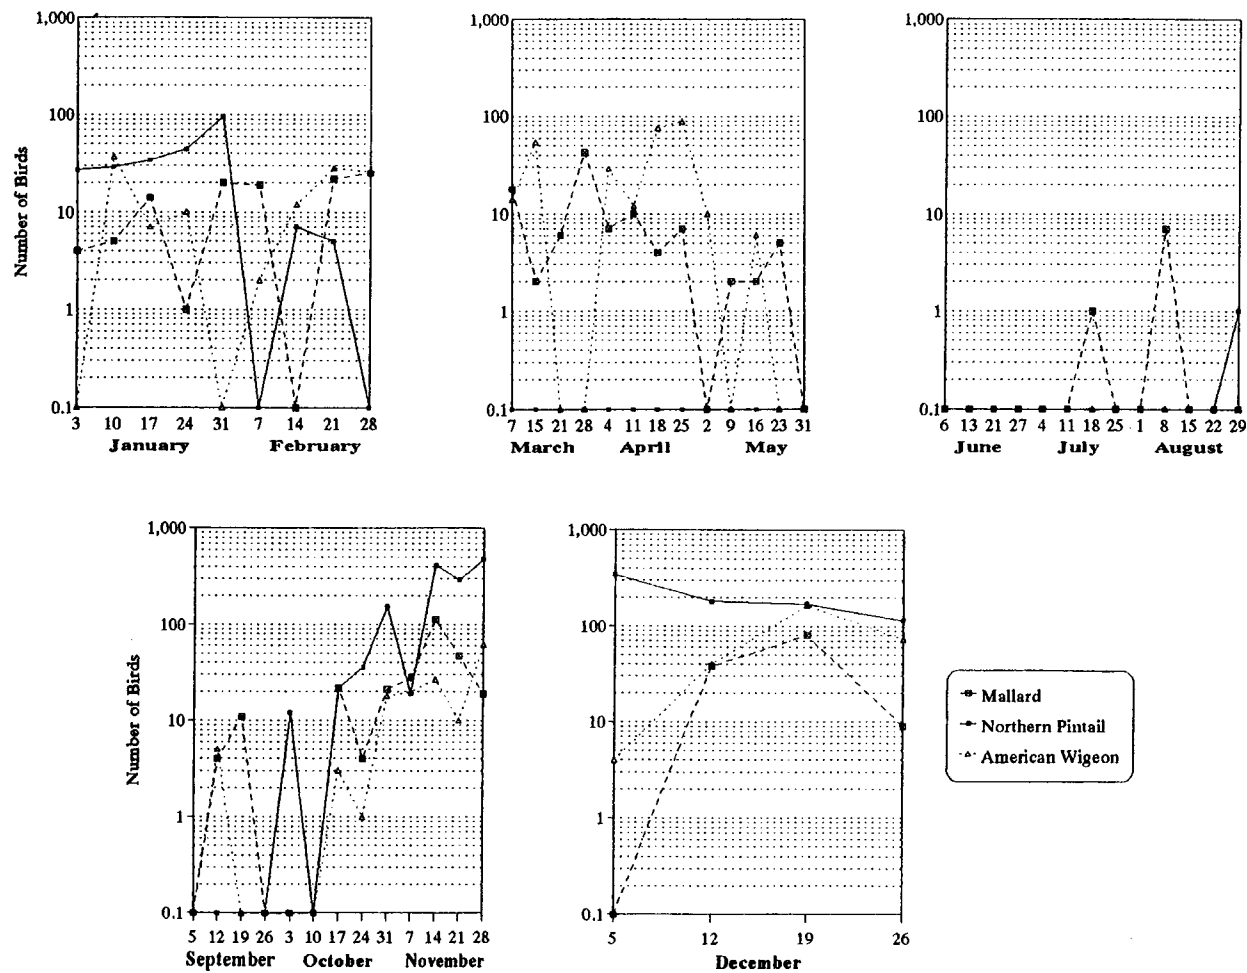 1,000
100
10
1
0.1
Number of Birds
3 10 17 24 31 7 14 21 28
January February
1,000
100
10
1
0.1
7 15 21 28 4 11 18 25 2 9 16 23 31
March April May
1,000
100
10
1
0.1
6 13 21 27 4 11 18 25 1 8 15 22 29
June July August
1,000
100
10
1
0.1
Number of Birds
5 12 19 26 3 10 17 24 31 7 14 21 28
September October November
1,000
100
10
1
0.1
5 12 19 26
December
Mallard
Northern Pintail
American Wigeon